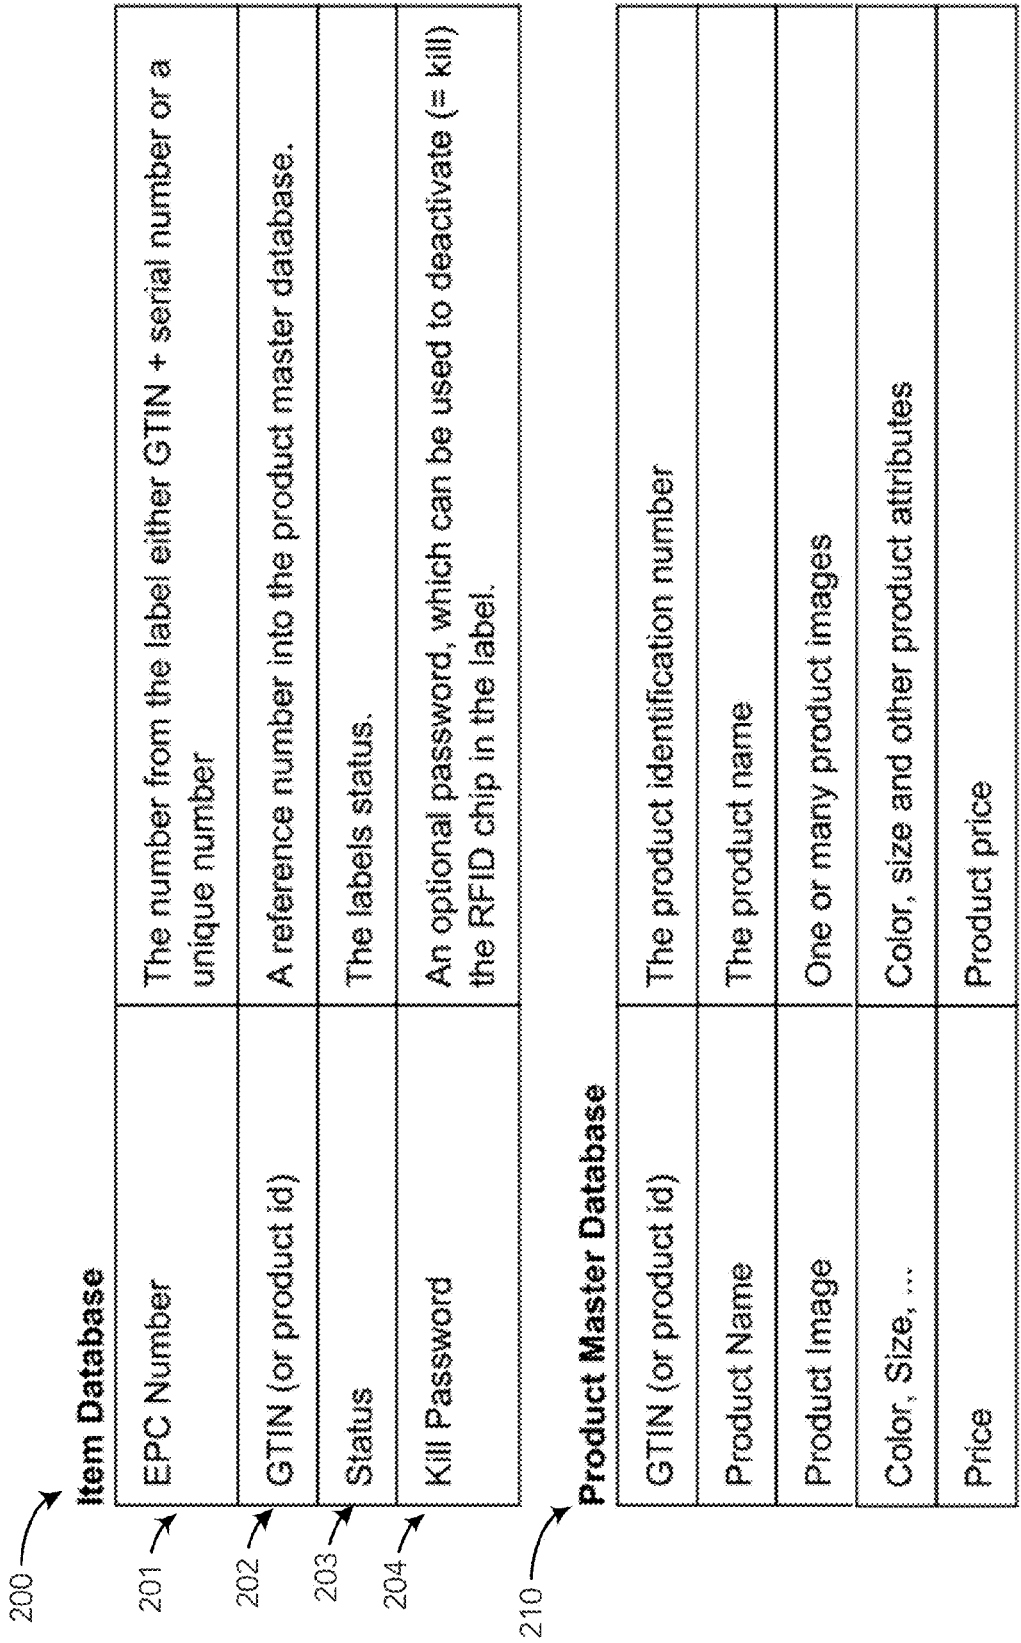 200
Item Database
201
EPC Number
The number from the label either GTIN + serial number or a
unique number
202
GTIN (or product id)
A reference number into the product master database.
203
Status
The labels status.
204
Kill Password
An optional password, which can be used to deactivate (= kill)
the RFID chip in the label.
210
Product Master Database
GTIN (or product id)
The product identification number
Product Name
The product name
Product Image
One or many product images
Color, Size, ...
Color, size and other product attributes
Price
Product price